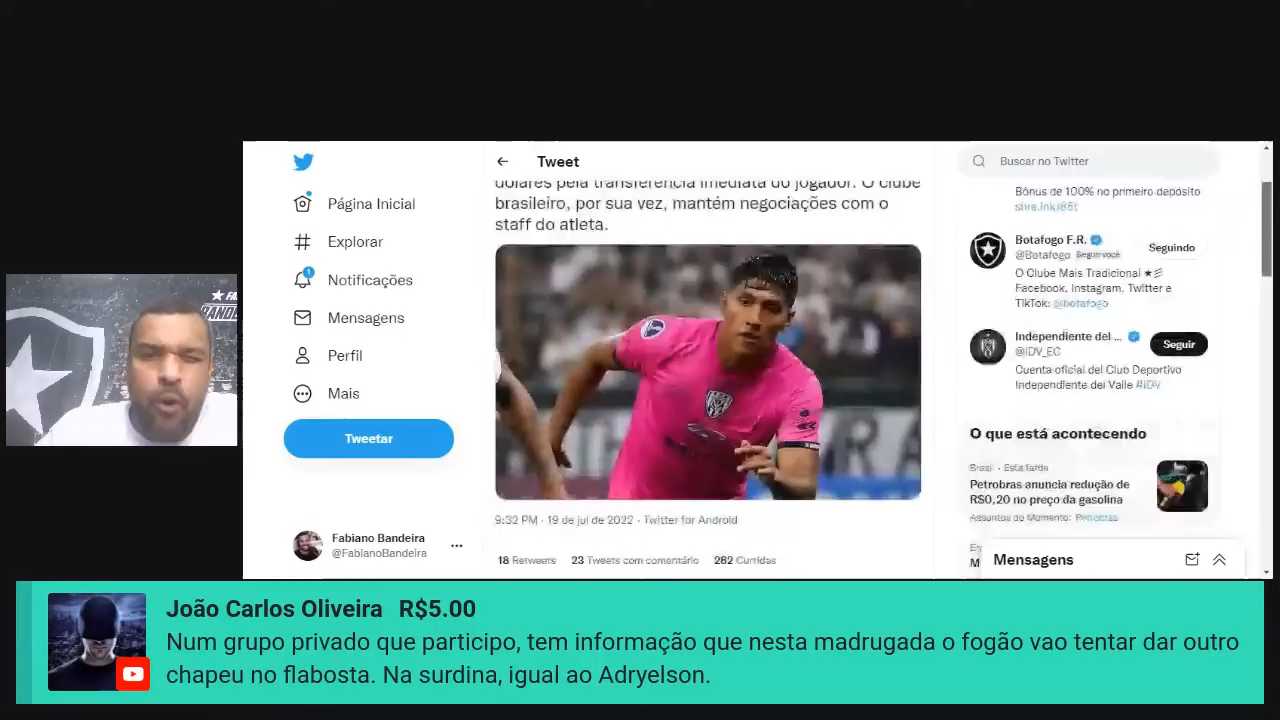 Tweet
Buscar no Twitter
dólares pela transferência imediata do jogador. O clube
brasileiro, por sua vez, mantém negociações com o
staff do atleta.
Página Inicial
Explorar
1
Notificações
Mensagens
Perfil
Mais
Tweetar
Fabiano Bandeira
@FabianoBandeira
9:32 PM · 19 de jul de 2022 · Twitter for Android
18 Retweets 23 Tweets com comentário 262 Curtidas
Bônus de 100% no primeiro depósito
Botafogo F.R.
@Botafogo Segue você
Seguindo
O Clube Mais Tradicional
Facebook, Instagram, Twitter e
TikTok: @botafogo
Independiente del ...
@IDV_EC
Seguir
Cuenta oficial del Club Deportivo
Independiente del Valle #IDV
O que está acontecendo
Brasil · Esta tarde
Petrobras anuncia redução de
R$0,20 no preço da gasolina
Assuntos do Momento: Petrobras
Mensagens
João Carlos Oliveira R$5.00
Num grupo privado que participo, tem informação que nesta madrugada o fogão vao tentar dar outro
chapeu no flabosta. Na surdina, igual ao Adryelson.